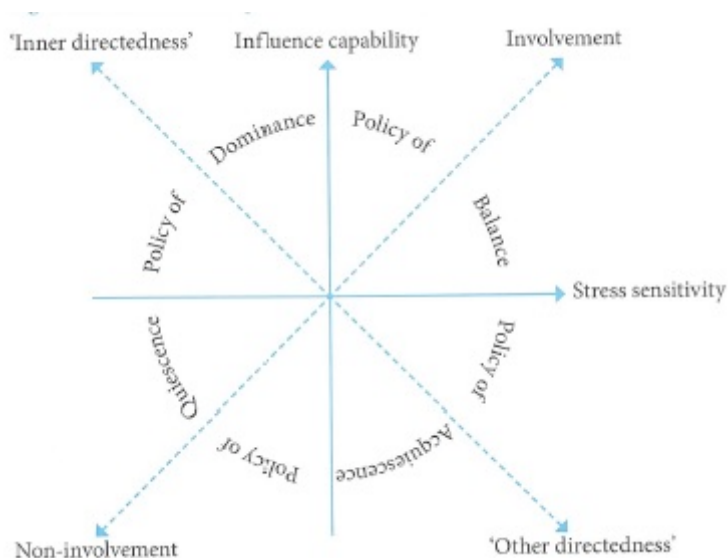 'Inner directedness'
Influence capability
Involvement
Policy of
Dominance
Policy of
Balance
Stress sensitivity
Policy of
Acquiescence
Policy of
Quiescence
Non-involvement
'Other directedness'